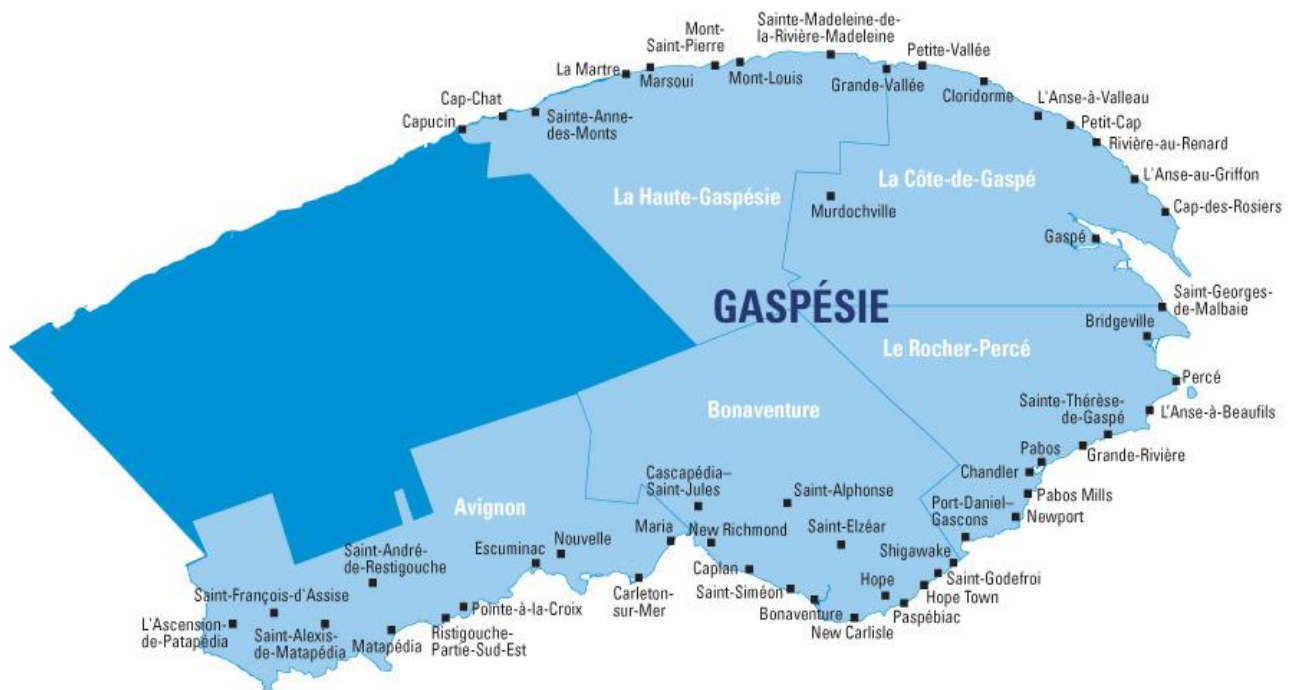 Sainte-Madeleine-de-
la-Rivière-Madeleine
Mont-
Saint-Pierre
Petite-Vallée
La Martre
Marsoui
Mont-Louis
Grande-Vallée
Cloridorme
L'Anse-à-Valleau
Cap-Chat
Petit-Cap
Capucin
Sainte-Anne-
des-Monts
Rivière-au-Renard
La Haute-Gaspésie
La Côte-de-Gaspé
L'Anse-au-Griffon
Murdochville
Cap-des-Rosiers
Gaspé
GASPÉSIE
Saint-Georges-
de-Malbaie
Bridgeville
Le Rocher-Percé
Percé
Bonaventure
Sainte-Thérèse-
de-Gaspé
L'Anse-à-Beaufils
Pabos
Grande-Rivière
Chandler
Cascapédia–
Saint-Jules
Saint-Alphonse
Pabos Mills
Avignon
Port-Daniel–
Gascons
Newport
Maria
New Richmond
Saint-Elzéar
Nouvelle
Escuminac
Shigawake
Saint-André-
de-Restigouche
Caplan
Saint-Godefroi
Saint-François-d'Assise
Carleton-
sur-Mer
Saint-Siméon
Hope
Hope Town
Pointe-à-la-Croix
Bonaventure
Paspébiac
L'Ascension-
de-Patapédia
Saint-Alexis-
de-Matapédia
Matapédia
Ristigouche-
Partie-Sud-Est
New Carlisle